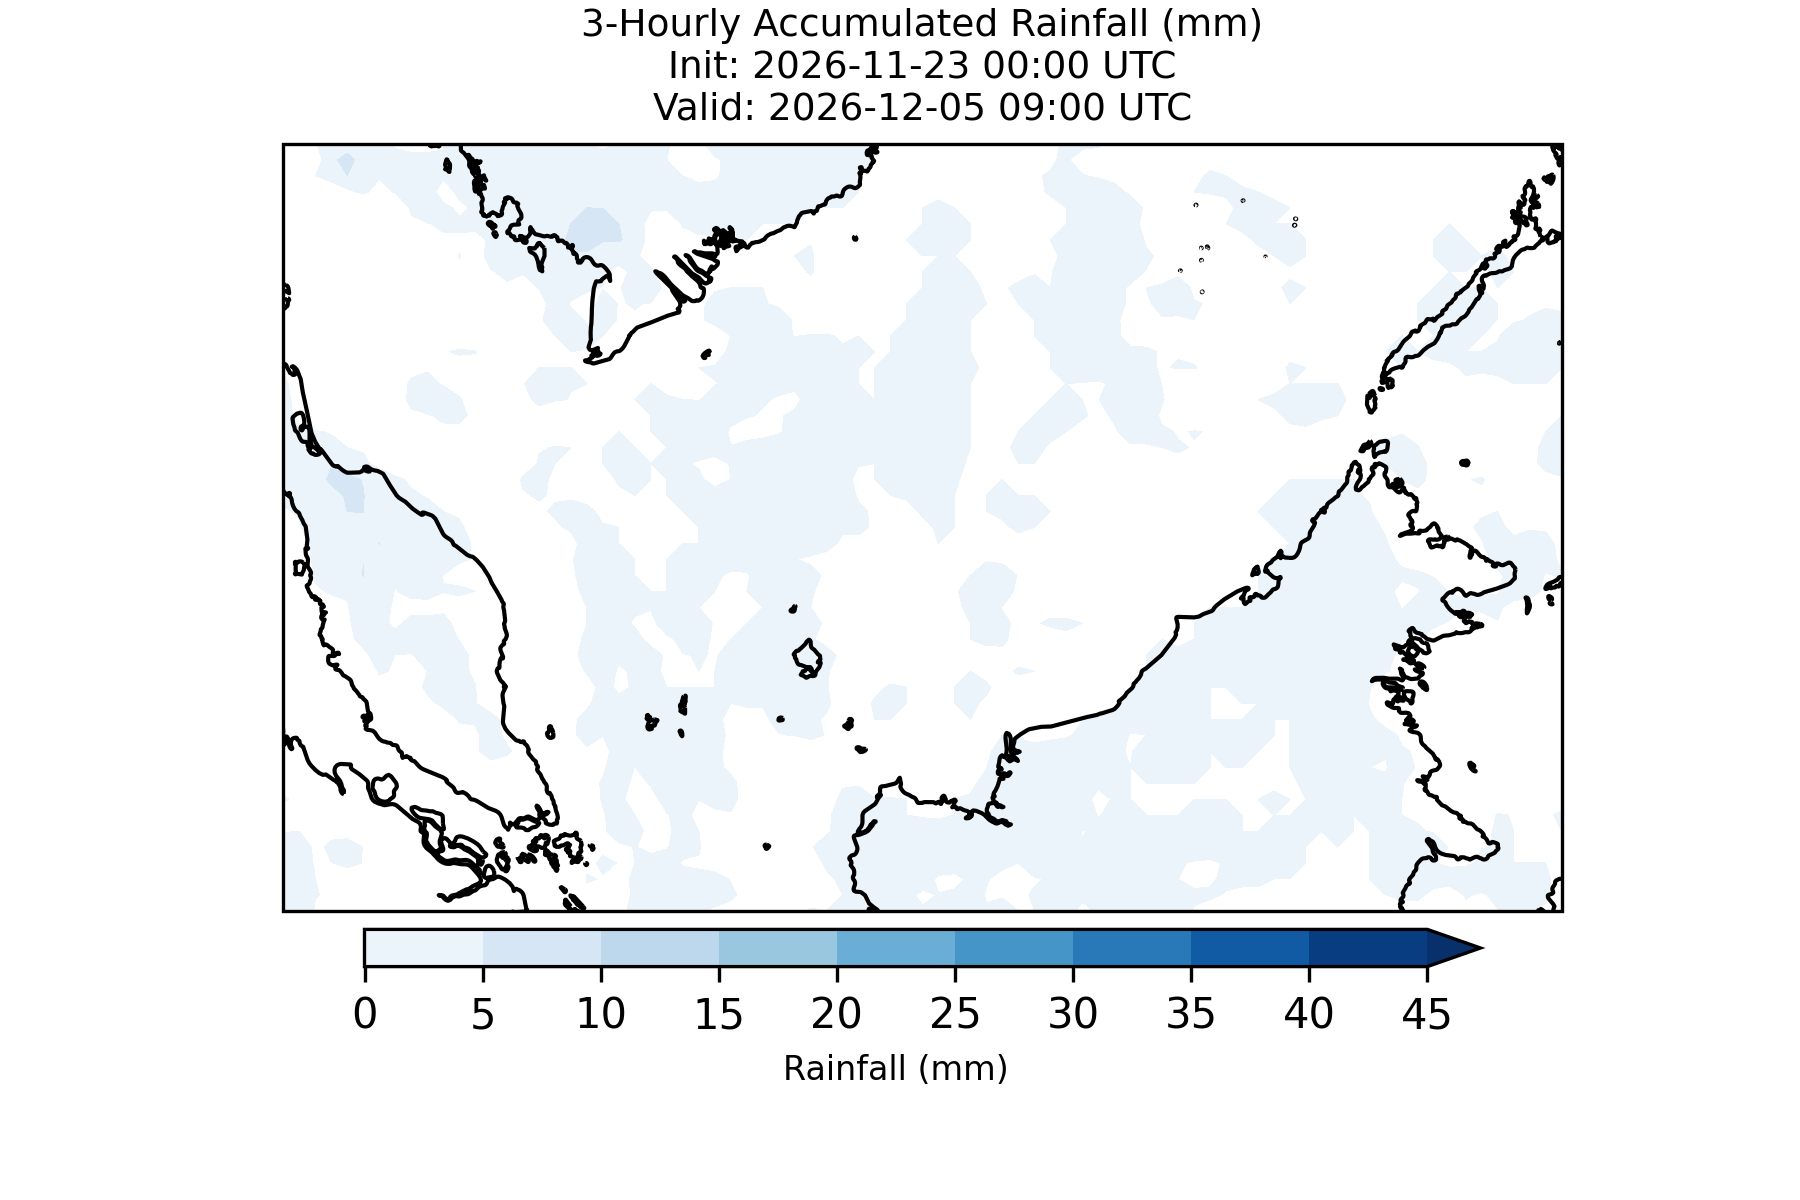 3-Hourly Accumulated Rainfall (mm)
Init: 2026-11-23 00:00 UTC
Valid: 2026-12-05 09:00 UTC
0 5 10 15 20 25 30 35 40 45
Rainfall (mm)